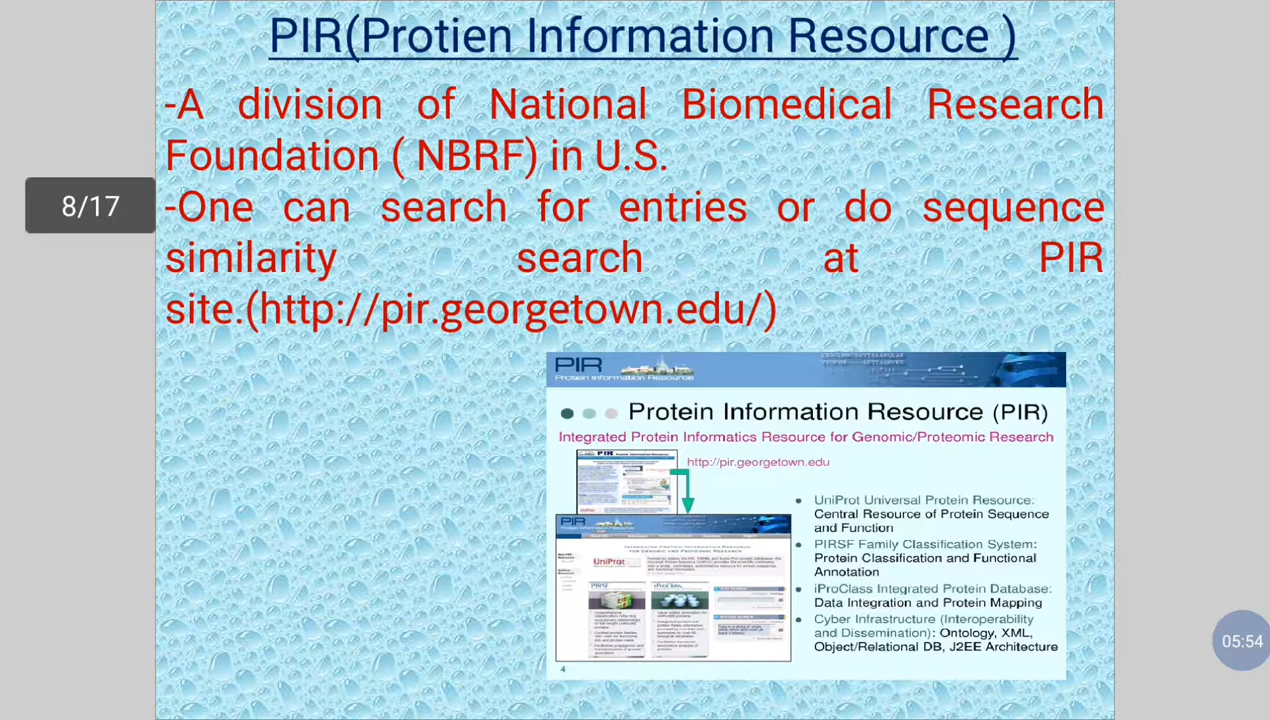 PIR(Protien Information Resource )
-A division of National Biomedical Research
Foundation ( NBRF) in U.S.
8/17
-One can search for entries or do sequence
similarity search at PIR
site.(http://pir.georgetown.edu/)
PIR
Protein Information Resource
Protein Information Resource (PIR)
Integrated Protein Informatics Resource for Genomic/Proteomic Research
http://pir.georgetown.edu
PIR
UniProt
PIRSF
iProClass
UniProt Universal Protein Resource:
Central Resource of Protein Sequence
and Function
PIRSF Family Classification System:
Protein Classification and Functional
Annotation
iProClass Integrated Protein Database:
Data Integration and Protein Mapping
Cyber Infrastructure (Interoperability
and Dissemination): Ontology, XML,
Object/Relational DB, J2EE Architecture
4
05:54